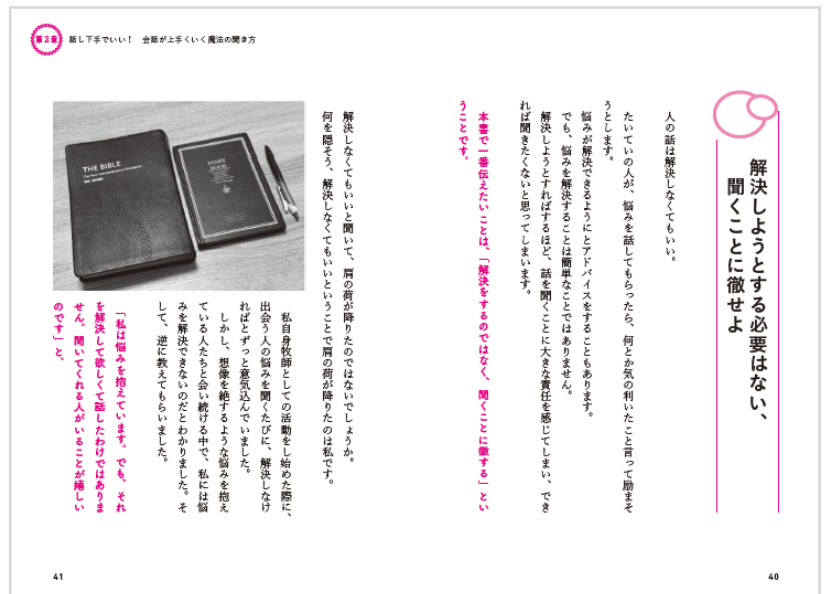 第2章 話し下手でいい! 会話が上手くいく魔法の聞き方
解決しようとする必要はない、
聞くことに徹せよ
人の話は解決しなくてもいい。
たいていの人が、悩みを話してもらったら、何とか気の利いたこと言って励まそ
うとします。
悩みが解決できるようにとアドバイスをすることもあります。
でも、悩みを解決することは簡単なことではありません。
解決しようとすればするほど、話を聞くことに大きな責任を感じてしまい、でき
れば聞きたくないと思ってしまいます。
本書で一番伝えたいことは、「解決をするのではなく、聞くことに徹する」とい
うことです。
40
解決しなくてもいいと聞いて、肩の荷が降りたのではないでしょうか。
何を隠そう、解決しなくてもいいということで肩の荷が降りたのは私です。
THE BIBLE
DIARY
BOOK
私自身牧師としての活動をし始めた際に、
出会う人の悩みを聞くたびに、解決しなけ
ればとずっと意気込んでいました。
しかし、想像を絶するような悩みを抱え
ている人たちと会い続ける中で、私には悩
みを解決できないのだとわかりました。そ
して、逆に教えてもらいました。
「私は悩みを抱えています。でも、それ
を解決して欲しくて話したわけではありま
せん。聞いてくれる人がいることが嬉しい
のです」と。
41